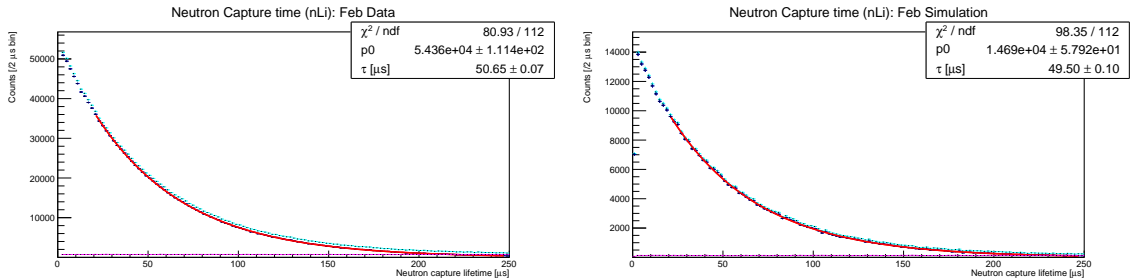 Neutron Capture time (nLi): Feb Data
χ² / ndf 80.93 / 112
p0 5.436e+04 ± 1.114e+02
τ [μs] 50.65 ± 0.07
Counts [/2 μs bin]
50000
40000
30000
20000
10000
0 50 100 150 200 250
Neutron capture lifetime [μs]
Neutron Capture time (nLi): Feb Simulation
χ² / ndf 98.35 / 112
p0 1.469e+04 ± 5.792e+01
τ [μs] 49.50 ± 0.10
Counts [/2 μs bin]
14000
12000
10000
8000
6000
4000
2000
0 50 100 150 200 250
Neutron capture lifetime [μs]